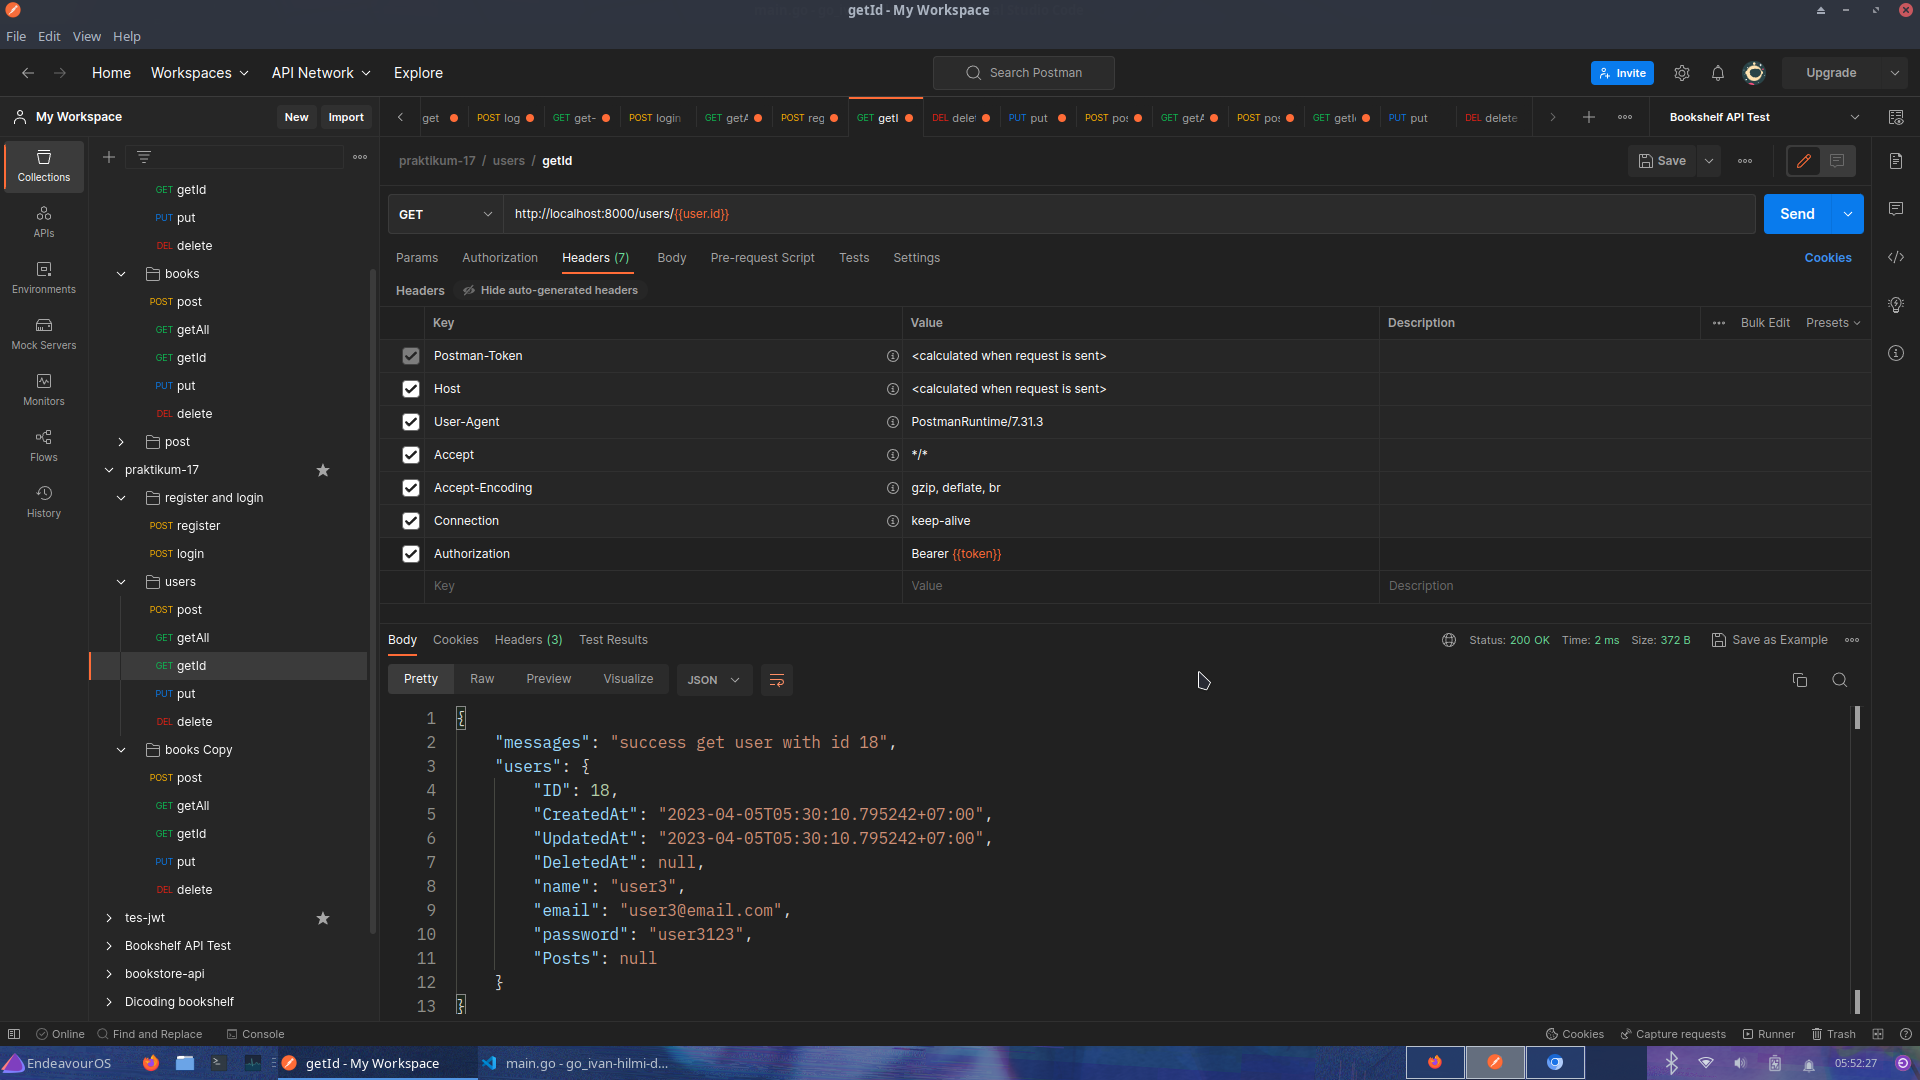 getId - My Workspace
File Edit View Help
Home Workspaces API Network Explore
Search Postman
Invite
Upgrade
My Workspace
New Import
get
POST log
GET get-
POST login
GET getA
POST reg
GET getI
DEL delet
PUT put
POST pos
GET getA
POST pos
GET getI
PUT put
DEL delete
Bookshelf API Test
praktikum-17 / users / getId
Save
GET
http://localhost:8000/users/{{user.id}}
Send
Params Authorization Headers (7) Body Pre-request Script Tests Settings
Cookies
Headers Hide auto-generated headers
Key Value Description Bulk Edit Presets
Postman-Token <calculated when request is sent>
Host <calculated when request is sent>
User-Agent PostmanRuntime/7.31.3
Accept */*
Accept-Encoding gzip, deflate, br
Connection keep-alive
Authorization Bearer {{token}}
Key Value Description
Collections
APIs
Environments
Mock Servers
Monitors
Flows
History
GET getId
PUT put
DEL delete
books
POST post
GET getAll
GET getId
PUT put
DEL delete
post
praktikum-17
register and login
POST register
POST login
users
POST post
GET getAll
GET getId
PUT put
DEL delete
books Copy
POST post
GET getAll
GET getId
PUT put
DEL delete
tes-jwt
Bookshelf API Test
bookstore-api
Dicoding bookshelf
Body Cookies Headers (3) Test Results
Status: 200 OK Time: 2 ms Size: 372 B Save as Example
Pretty Raw Preview Visualize JSON
1 {
2 "messages": "success get user with id 18",
3 "users": {
4 "ID": 18,
5 "CreatedAt": "2023-04-05T05:30:10.795242+07:00",
6 "UpdatedAt": "2023-04-05T05:30:10.795242+07:00",
7 "DeletedAt": null,
8 "name": "user3",
9 "email": "user3@email.com",
10 "password": "user3123",
11 "Posts": null
12 }
13 }
Online Find and Replace Console
Cookies Capture requests Runner Trash
EndeavourOS
getId - My Workspace
main.go - go_ivan-hilmi-d...
05:52:27